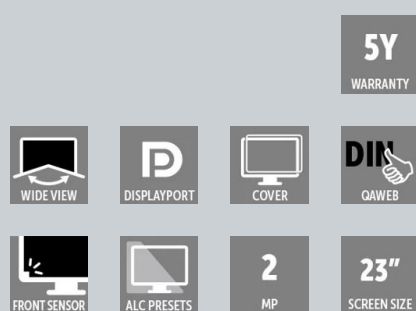 5Y
WARRANTY
WIDE VIEW
DISPLAYPORT
COVER
DIN
QAWEB
FRONT SENSOR
ALC PRESETS
2
MP
23"
SCREEN SIZE